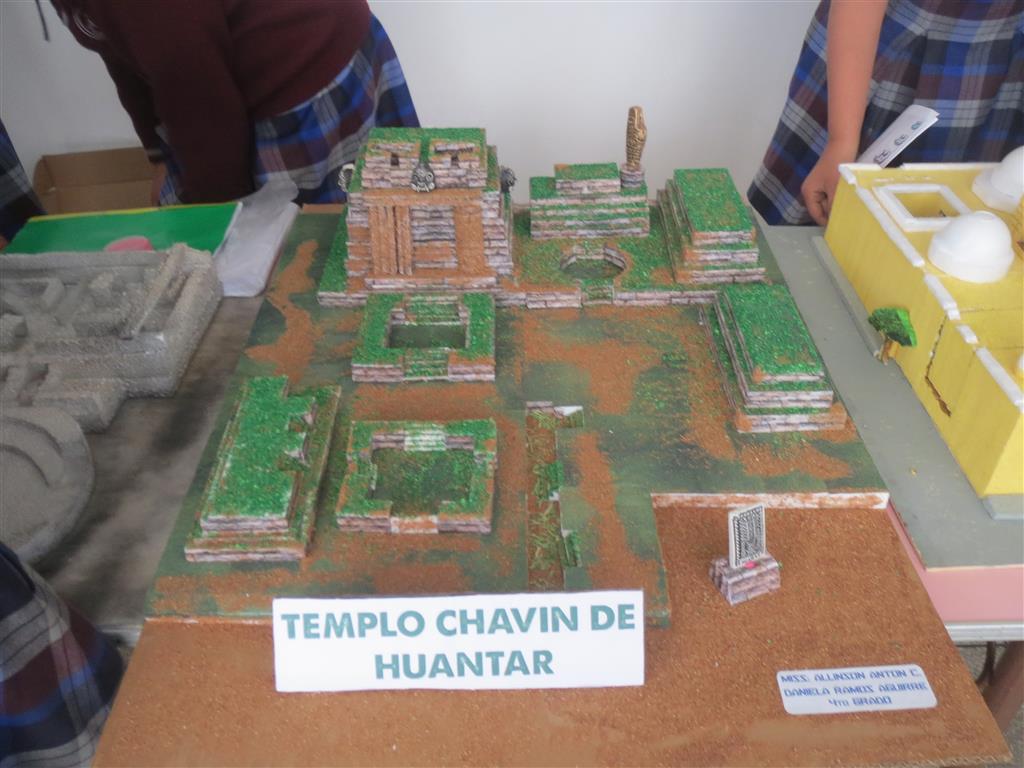 TEMPLO CHAVIN DE
HUANTAR
MISS: ALLINSON ANTON C.
DANIELA RAMOS AGUIRRE
4TO GRADO